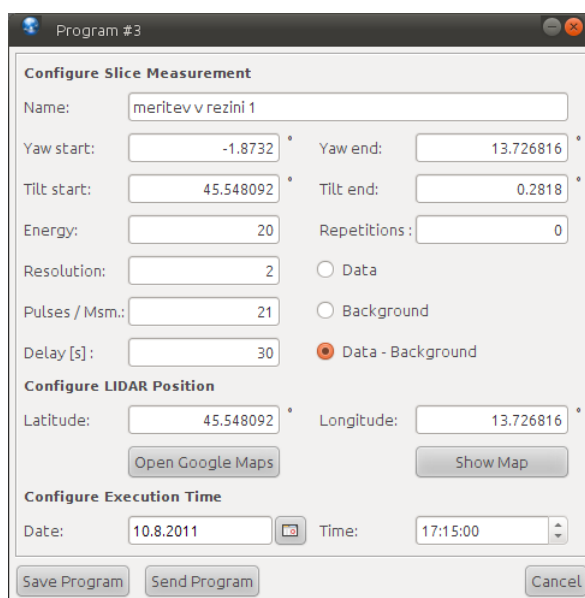 Program #3
Configure Slice Measurement
Name: meritev v rezini 1
Yaw start: -1.8732 ° Yaw end: 13.726816 °
Tilt start: 45.548092 ° Tilt end: 0.2818 °
Energy: 20 Repetitions : 0
Resolution: 2 Data
Pulses / Msm.: 21 Background
Delay [s] : 30 Data - Background
Configure LIDAR Position
Latitude: 45.548092 ° Longitude: 13.726816 °
Open Google Maps Show Map
Configure Execution Time
Date: 10.8.2011 Time: 17:15:00
Save Program Send Program Cancel